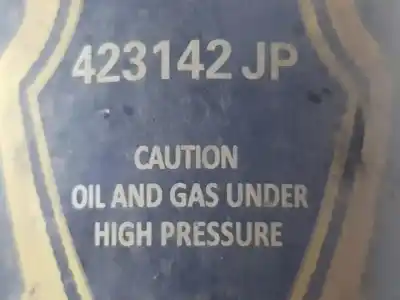 423142 JP
CAUTION
OIL AND GAS UNDER
HIGH PRESSURE